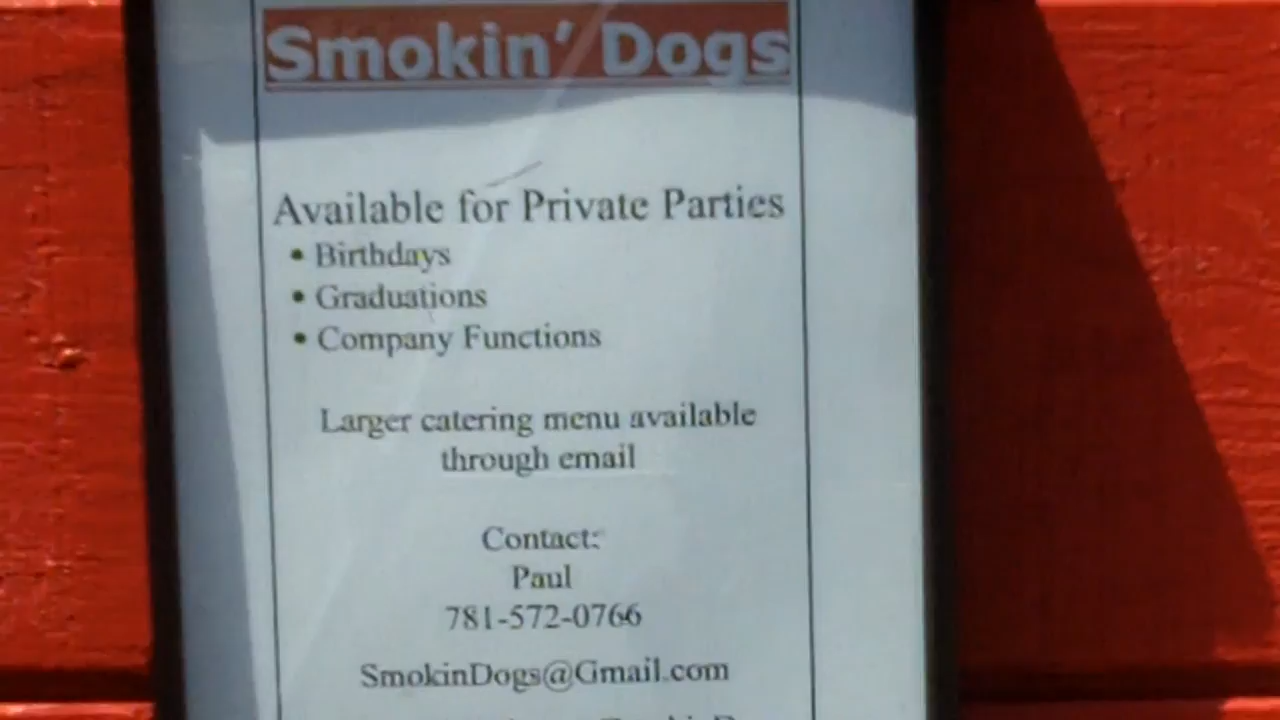 Smokin' Dogs
Available for Private Parties
• Birthdays
• Graduations
• Company Functions
Larger catering menu available
through email
Contact:
Paul
781-572-0766
SmokinDogs@Gmail.com